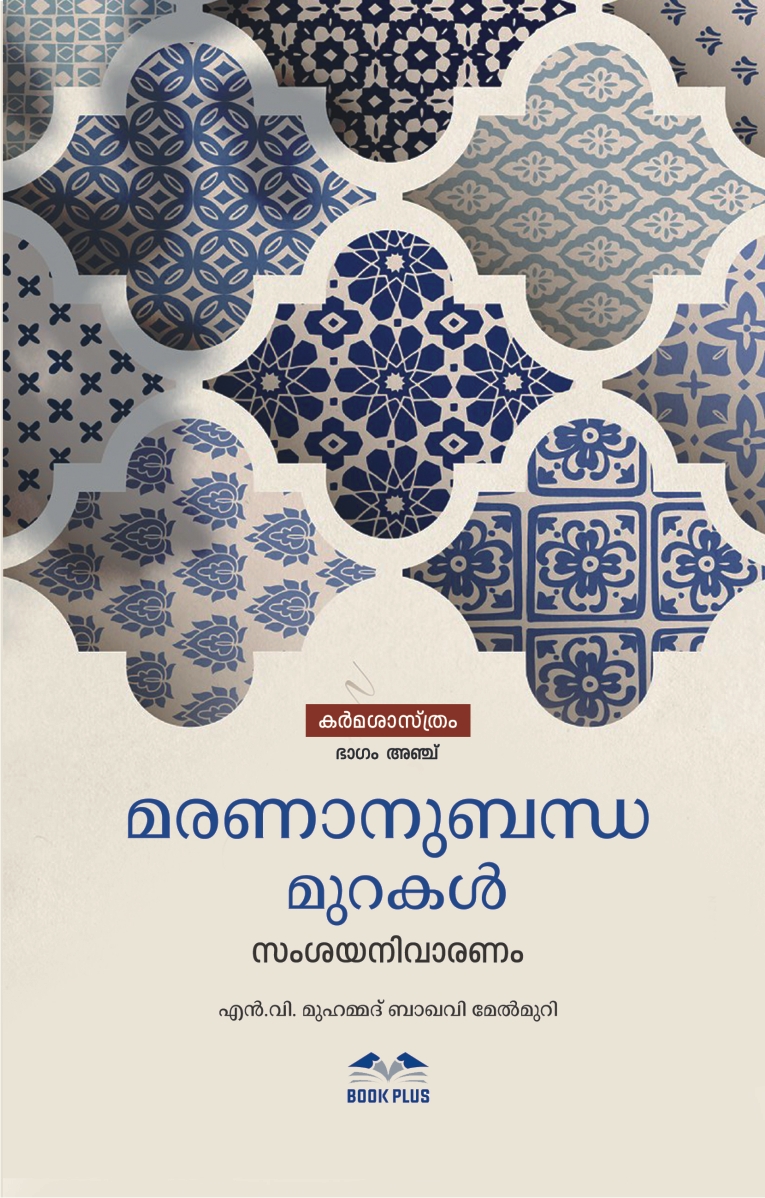 കർമശാസ്ത്രം
ഭാഗം അഞ്ച്
മരണാനുബന്ധ
മുറകൾ
സംശയനിവാരണം
എൻ.വി. മുഹമ്മദ് ബാഖവി മേൽമുറി
BOOK PLUS